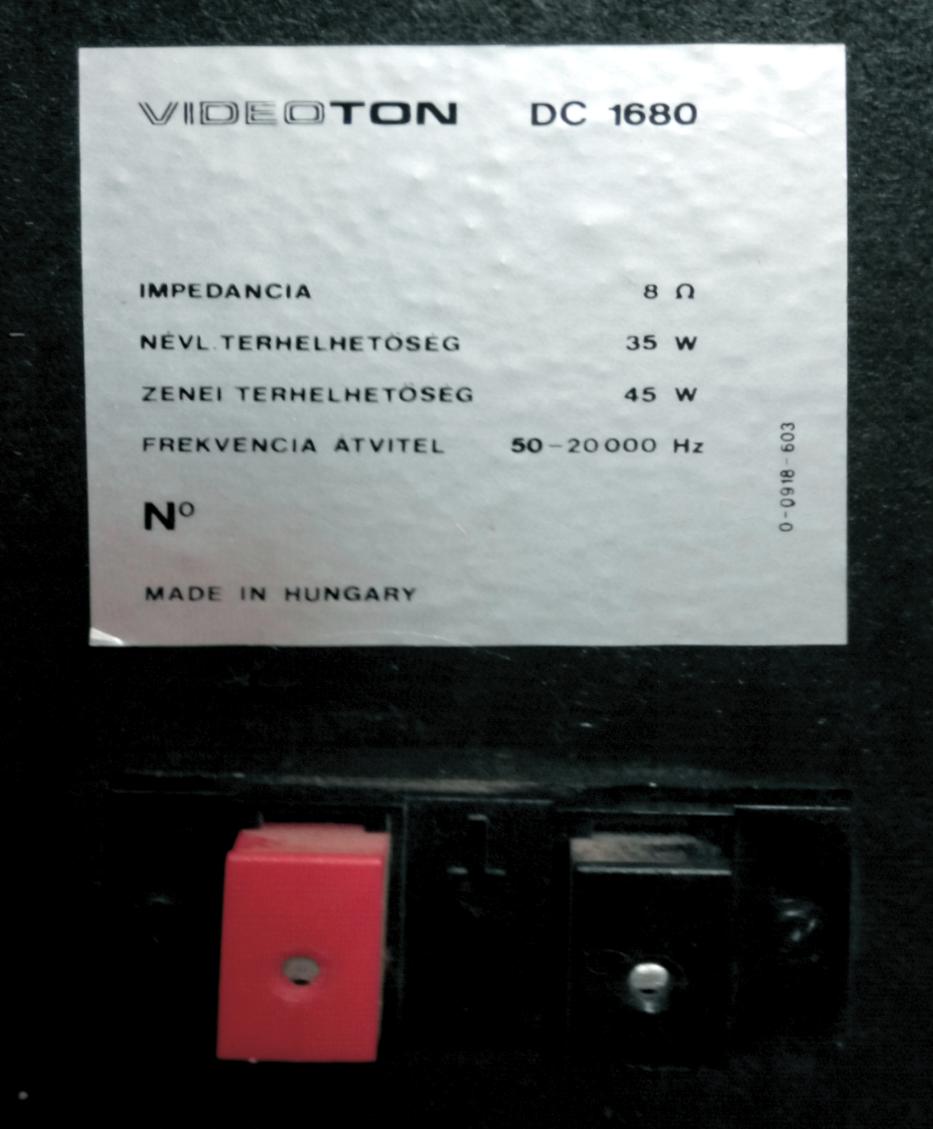 VIDEOTON DC 1680
IMPEDANCIA 8 Ω
NÉVL. TERHELHETŐSÉG 35 W
ZENEI TERHELHETŐSÉG 45 W
FREKVENCIA ÁTVITEL 50-20000 Hz
0-0918-603
Nº
MADE IN HUNGARY